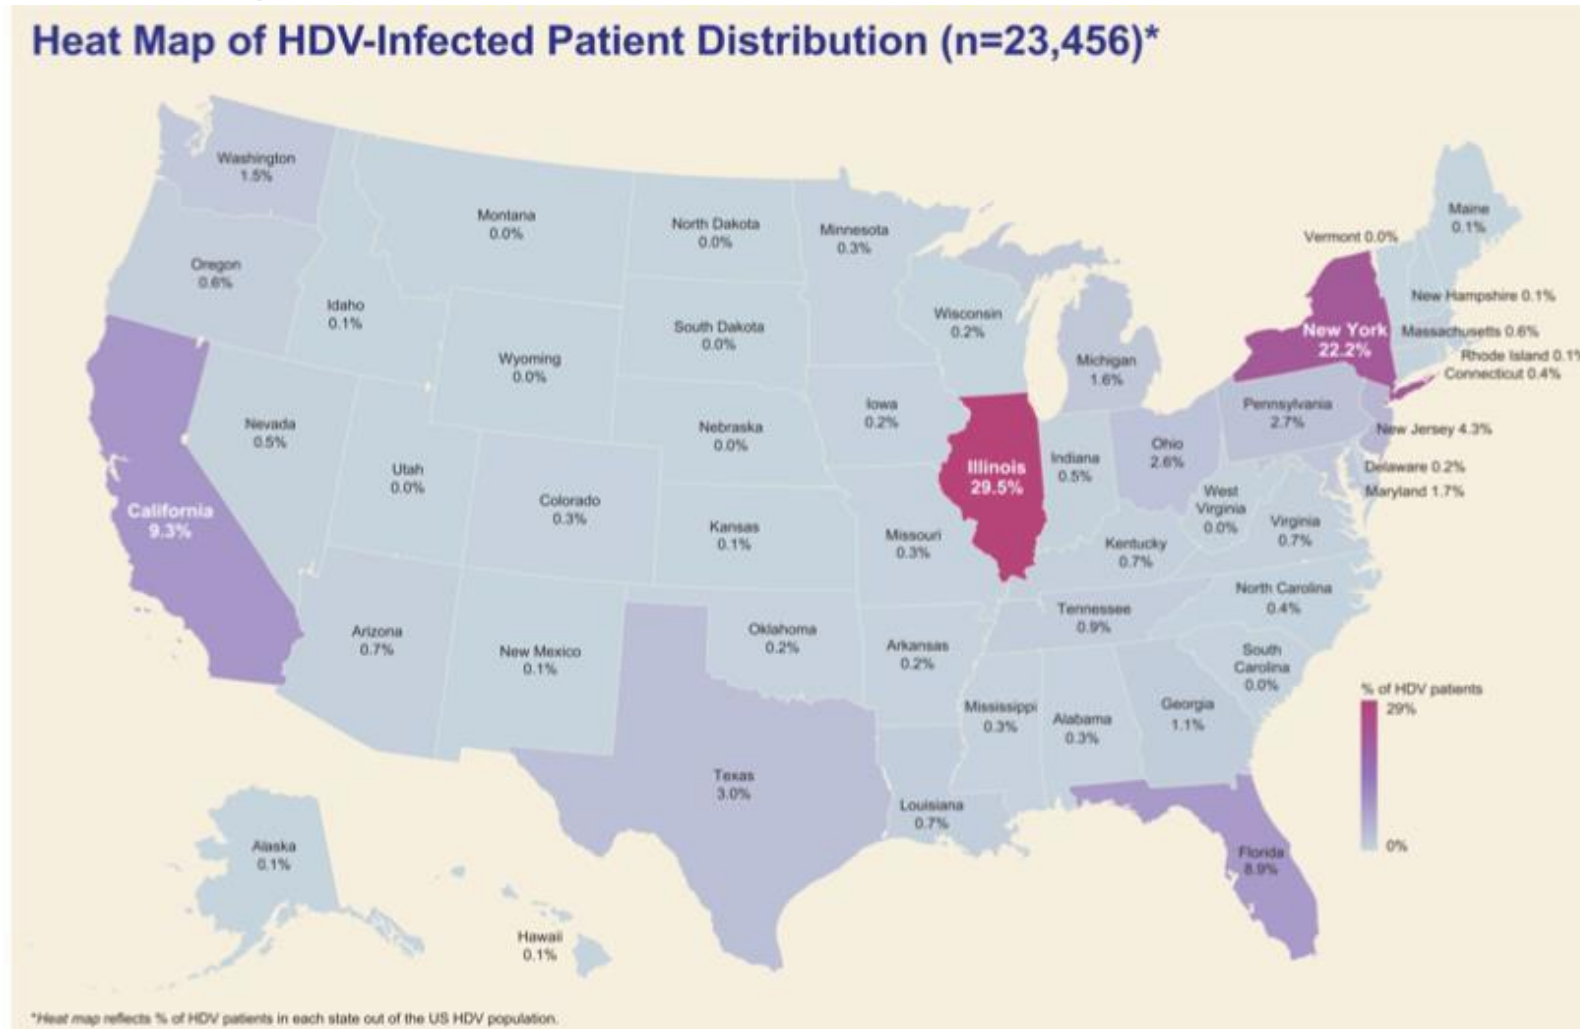 Heat Map of HDV-Infected Patient Distribution (n=23,456)*
Washington
1.5%
Montana
0.0%
North Dakota
0.0%
Minnesota
0.3%
Maine
0.1%
Vermont 0.0%
Oregon
0.6%
Idaho
0.1%
New Hampshire 0.1%
South Dakota
0.0%
Wisconsin
0.2%
New York
22.2%
Massachusetts 0.6%
Wyoming
0.0%
Michigan
1.6%
Rhode Island 0.1%
Connecticut 0.4%
Nevada
0.5%
Nebraska
0.0%
Iowa
0.2%
Pennsylvania
2.7%
New Jersey 4.3%
Utah
0.0%
Illinois
29.5%
Indiana
0.5%
Ohio
2.6%
Delaware 0.2%
Maryland 1.7%
California
9.3%
Colorado
0.3%
Kansas
0.1%
Missouri
0.3%
West
Virginia
0.0%
Virginia
0.7%
Kentucky
0.7%
North Carolina
0.4%
Arizona
0.7%
New Mexico
0.1%
Oklahoma
0.2%
Arkansas
0.2%
Tennessee
0.9%
South
Carolina
0.0%
Mississippi
0.3%
Alabama
0.3%
Georgia
1.1%
% of HDV patients
29%
0%
Texas
3.0%
Louisiana
0.7%
Florida
8.9%
Alaska
0.1%
Hawaii
0.1%
*Heat map reflects % of HDV patients in each state out of the US HDV population.